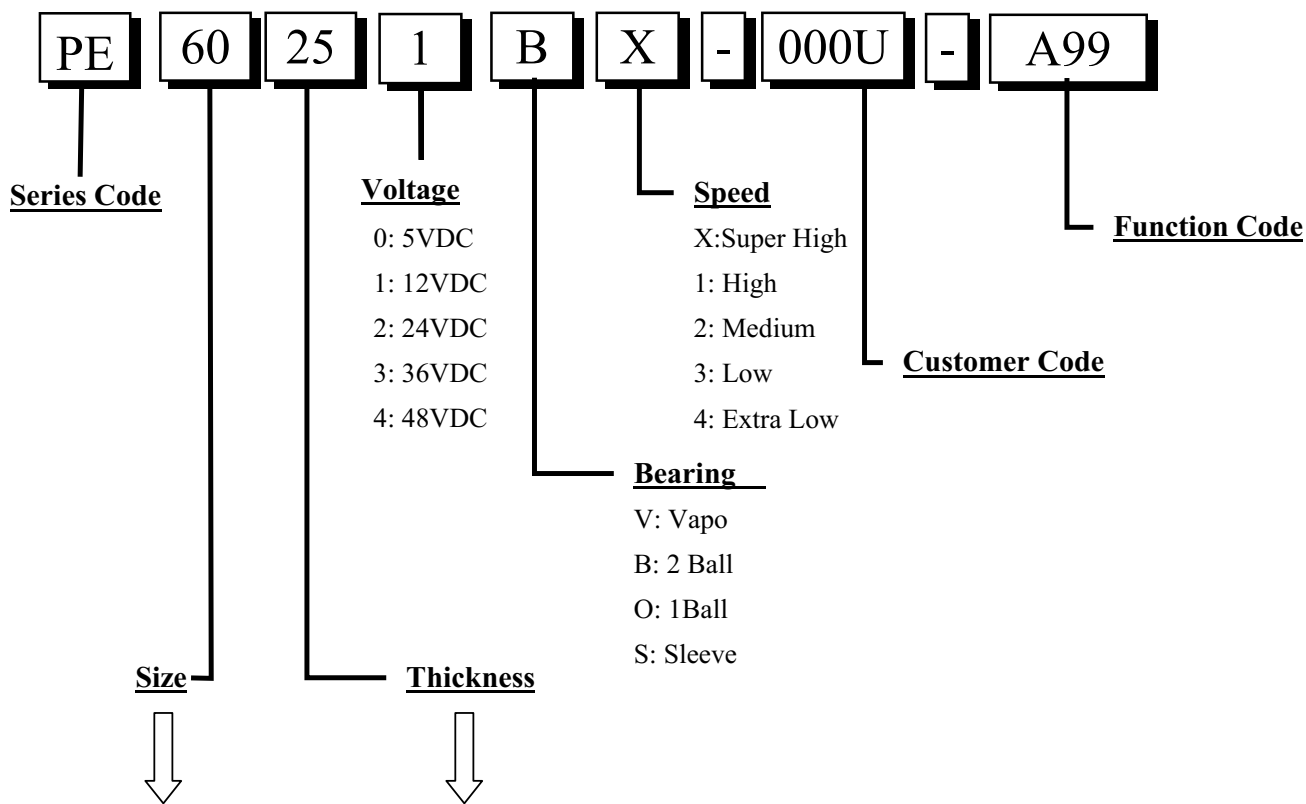 PE 60 25 1 B X - 000U - A99
Series Code
Voltage
0: 5VDC
1: 12VDC
2: 24VDC
3: 36VDC
4: 48VDC
Speed
X:Super High
1: High
2: Medium
3: Low
4: Extra Low
Function Code
Customer Code
Bearing
V: Vapo
B: 2 Ball
O: 1Ball
S: Sleeve
Size
Thickness